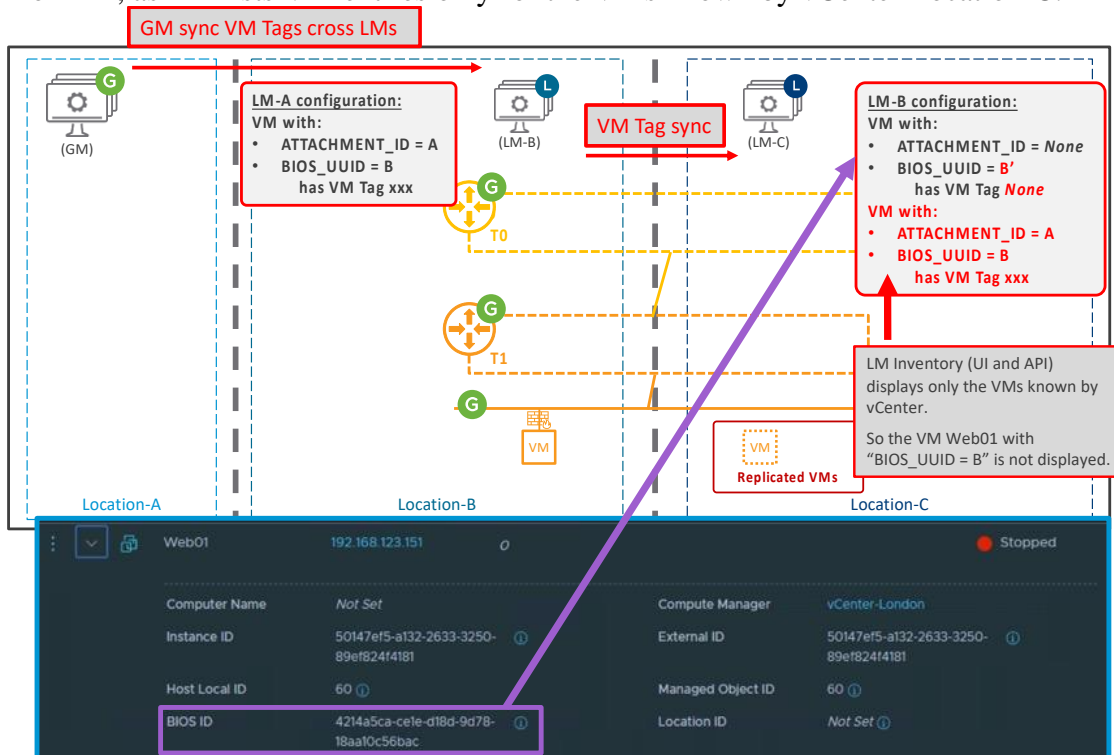 GM sync VM Tags cross LMs
G
(GM)
LM-A configuration:
VM with:
• ATTACHMENT_ID = A
• BIOS_UUID = B
has VM Tag xxx
L
(LM-B)
VM Tag sync
L
(LM-C)
LM-B configuration:
VM with:
• ATTACHMENT_ID = None
• BIOS_UUID = B’
has VM Tag None
VM with:
• ATTACHMENT_ID = A
• BIOS_UUID = B
has VM Tag xxx
G
T0
G
T1
G
VM
VM
Replicated VMs
LM Inventory (UI and API)
displays only the VMs known by
vCenter.
So the VM Web01 with
“BIOS_UUID = B” is not displayed.
Location-A
Location-B
Location-C
Web01
192.168.123.151
O
Stopped
Computer Name
Not Set
Compute Manager
vCenter-London
Instance ID
50147ef5-a132-2633-3250-
89ef824f4181
External ID
50147ef5-a132-2633-3250-
89ef824f4181
Host Local ID
60
Managed Object ID
60
BIOS ID
4214a5ca-ce1e-d18d-9d78-
18aa10c56bac
Location ID
Not Set